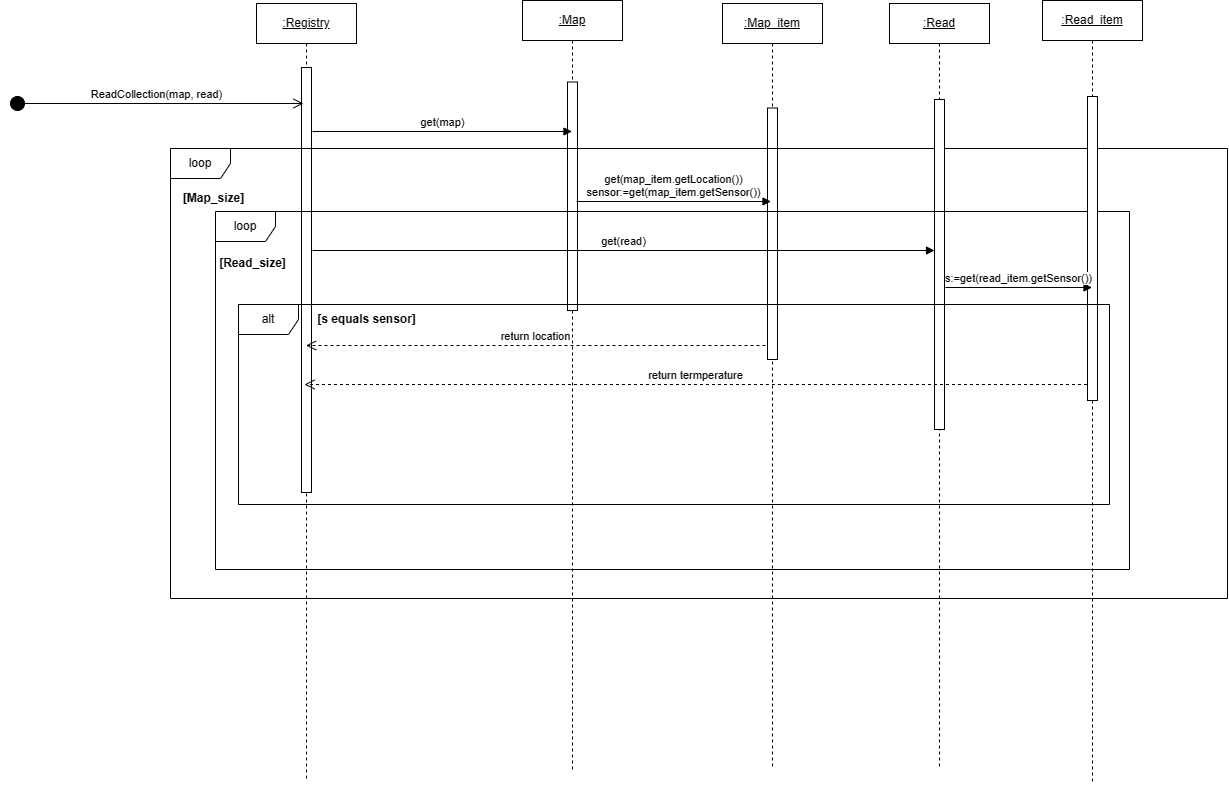 :Registry
:Map
:Map_item
:Read
:Read_item
ReadCollection(map, read)
get(map)
loop
[Map_size]
get(map_item.getLocation())
sensor:=get(map_item.getSensor())
loop
[Read_size]
get(read)
s:=get(read_item.getSensor())
alt
[s equals sensor]
return location
return termperature